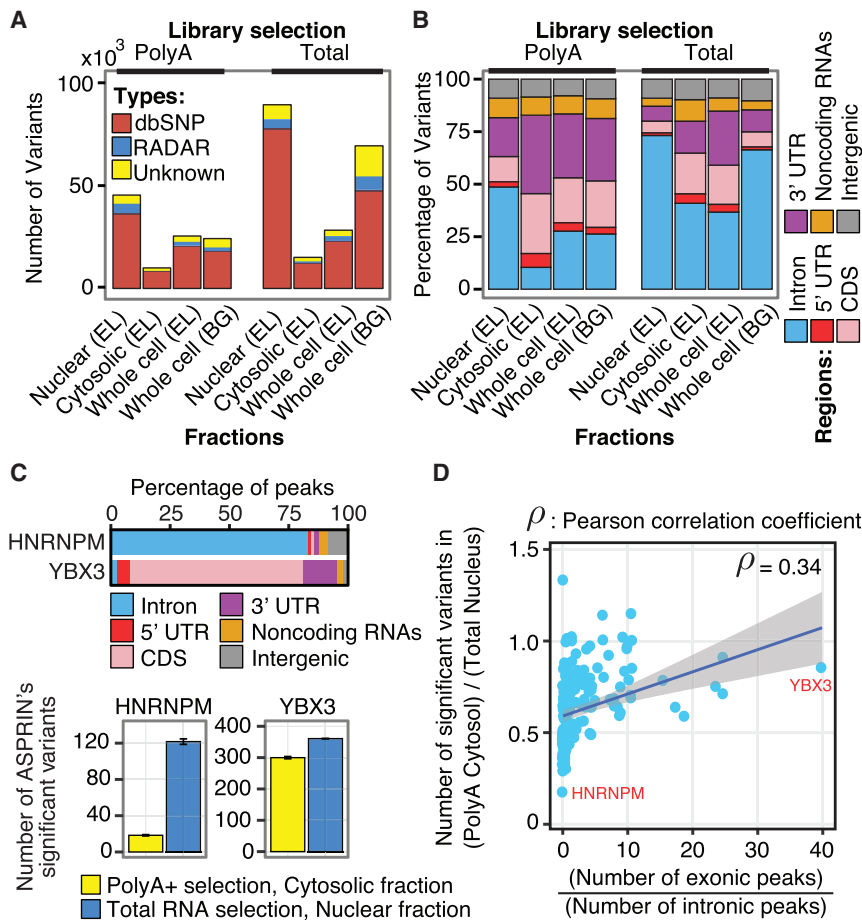 A
Library selection
x10³
PolyA
Total
100
Types:
dbSNP
RADAR
Unknown
50
0
Number of Variants
Nuclear (EL)
Cytosolic (EL)
Whole cell (EL)
Whole cell (BG)
Nuclear (EL)
Cytosolic (EL)
Whole cell (EL)
Whole cell (BG)
Fractions
B
Library selection
PolyA
Total
100
75
50
25
0
Percentage of Variants
Nuclear (EL)
Cytosolic (EL)
Whole cell (EL)
Whole cell (BG)
Nuclear (EL)
Cytosolic (EL)
Whole cell (EL)
Whole cell (BG)
Fractions
Regions:
Intron
5' UTR
CDS
3' UTR
Noncoding RNAs
Intergenic
C
Percentage of peaks
0 25 50 75 100
HNRNPM
YBX3
Intron
3' UTR
5' UTR
Noncoding RNAs
CDS
Intergenic
Number of ASPRIN's
significant variants
HNRNPM
120
80
40
0
YBX3
400
300
200
100
0
PolyA+ selection, Cytosolic fraction
Total RNA selection, Nuclear fraction
D
ρ : Pearson correlation coefficient
ρ = 0.34
Number of significant variants in
(PolyA Cytosol) / (Total Nucleus)
1.5
1.0
0.5
0
YBX3
HNRNPM
0 10 20 30 40
(Number of exonic peaks)
(Number of intronic peaks)